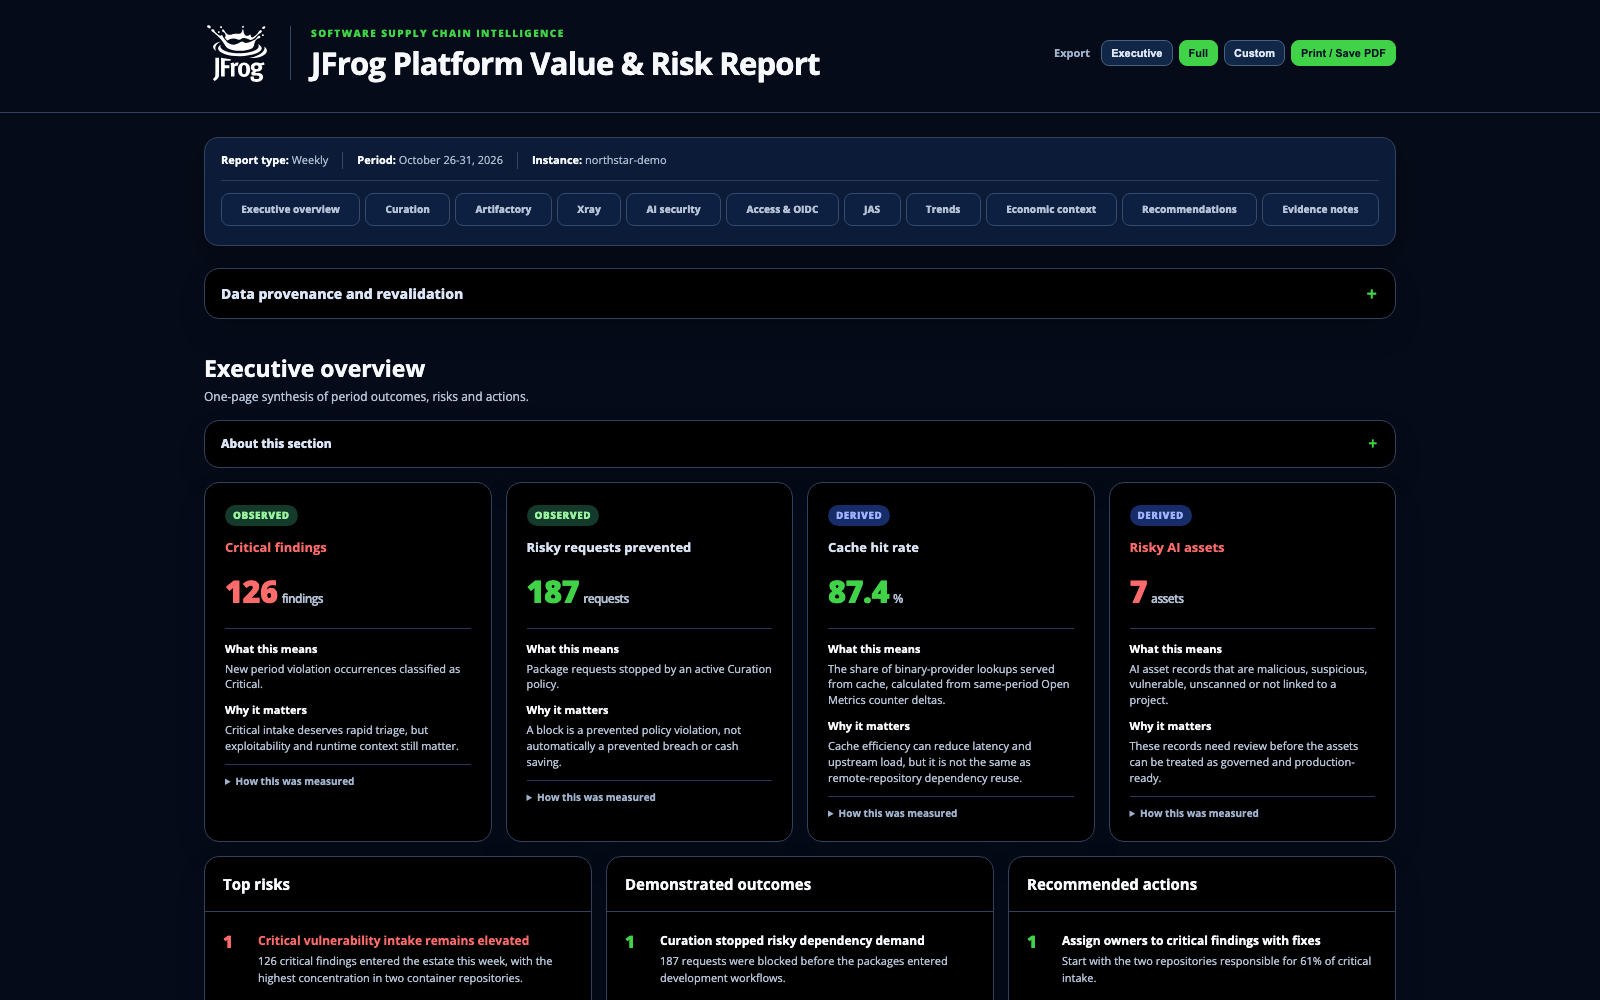 JFrog
SOFTWARE SUPPLY CHAIN INTELLIGENCE
JFrog Platform Value & Risk Report
Export
Executive
Full
Custom
Print / Save PDF
Report type: Weekly
Period: October 26-31, 2026
Instance: northstar-demo
Executive overview
Curation
Artifactory
Xray
AI security
Access & OIDC
JAS
Trends
Economic context
Recommendations
Evidence notes
Data provenance and revalidation
+
Executive overview
One-page synthesis of period outcomes, risks and actions.
About this section
+
OBSERVED
Critical findings
126 findings
What this means
New period violation occurrences classified as
Critical.
Why it matters
Critical intake deserves rapid triage, but
exploitability and runtime context still matter.
How this was measured
OBSERVED
Risky requests prevented
187 requests
What this means
Package requests stopped by an active Curation
policy.
Why it matters
A block is a prevented policy violation, not
automatically a prevented breach or cash
saving.
How this was measured
DERIVED
Cache hit rate
87.4 %
What this means
The share of binary-provider lookups served
from cache, calculated from same-period Open
Metrics counter deltas.
Why it matters
Cache efficiency can reduce latency and
upstream load, but it is not the same as
remote-repository dependency reuse.
How this was measured
DERIVED
Risky AI assets
7 assets
What this means
AI asset records that are malicious, suspicious,
vulnerable, unscanned or not linked to a
project.
Why it matters
These records need review before the assets
can be treated as governed and production-
ready.
How this was measured
Top risks
1
Critical vulnerability intake remains elevated
126 critical findings entered the estate this week, with the
highest concentration in two container repositories.
Demonstrated outcomes
1
Curation stopped risky dependency demand
187 requests were blocked before the packages entered
development workflows.
Recommended actions
1
Assign owners to critical findings with fixes
Start with the two repositories responsible for 61% of critical
intake.